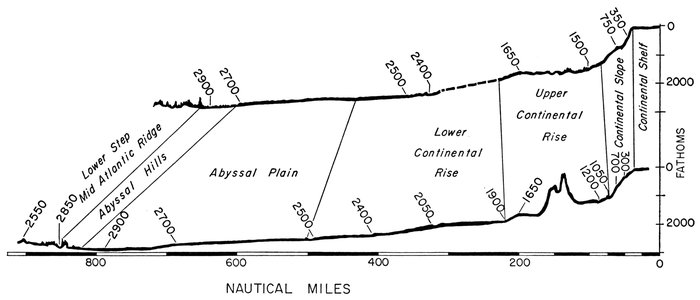 350
750
1500
1650
2400
2500
2700
2900
0
2000
FATHOMS
0
2000
Continental Shelf
Continental Slope
Upper
Continental
Rise
Lower
Continental
Rise
Abyssal Plain
Abyssal Hills
Lower Step
Mid Atlantic Ridge
2550
2850
2900
2700
2500
2400
2050
1900
1650
1200
1050
700
300
800
600
400
200
0
NAUTICAL MILES